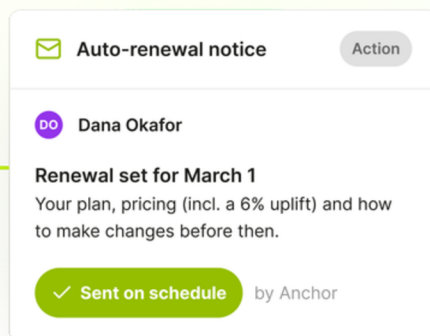 Auto-renewal notice
Action
DO
Dana Okafor
Renewal set for March 1
Your plan, pricing (incl. a 6% uplift) and how
to make changes before then.
Sent on schedule
by Anchor